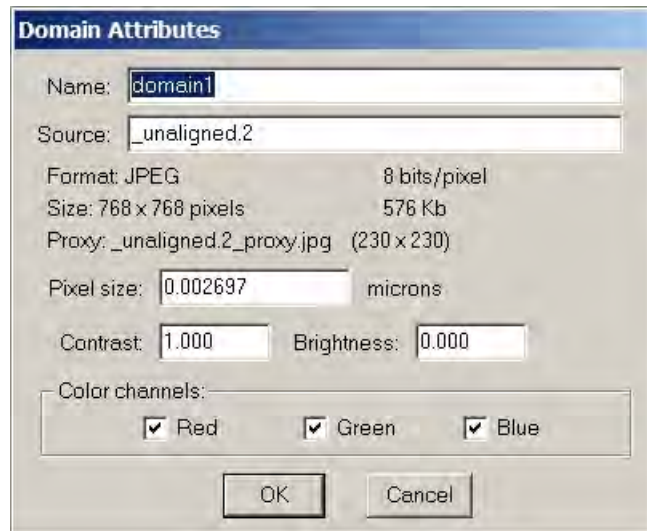 Domain Attributes
Name: domain1
Source: _unaligned.2
Format: JPEG 8 bits/pixel
Size: 768 x 768 pixels 576 Kb
Proxy: _unaligned.2_proxy.jpg (230 x 230)
Pixel size: 0.002697 microns
Contrast: 1.000 Brightness: 0.000
Color channels:
Red Green Blue
OK Cancel